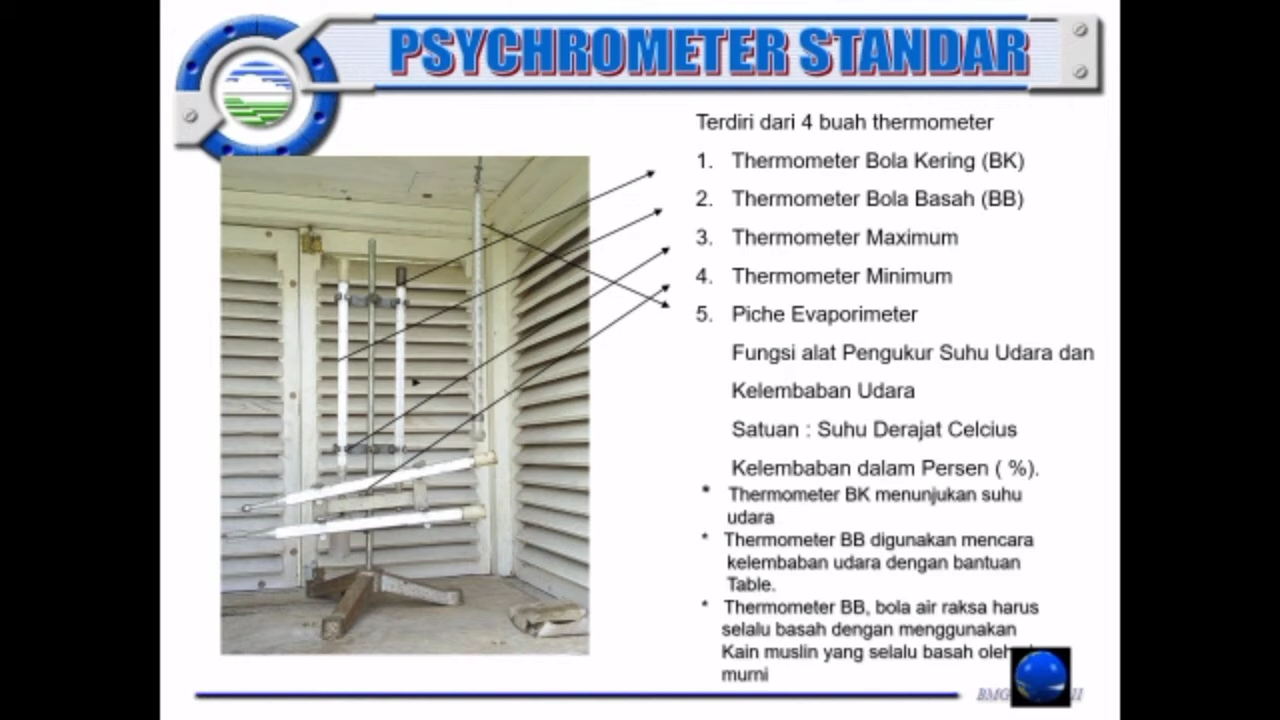 PSYCHROMETER STANDAR
Terdiri dari 4 buah thermometer
1. Thermometer Bola Kering (BK)
2. Thermometer Bola Basah (BB)
3. Thermometer Maximum
4. Thermometer Minimum
5. Piche Evaporimeter
Fungsi alat Pengukur Suhu Udara dan
Kelembaban Udara
Satuan : Suhu Derajat Celcius
Kelembaban dalam Persen ( %).
* Thermometer BK menunjukan suhu
udara
* Thermometer BB digunakan mencara
kelembaban udara dengan bantuan
Table.
* Thermometer BB, bola air raksa harus
selalu basah dengan menggunakan
Kain muslin yang selalu basah oleh
murni
BMG